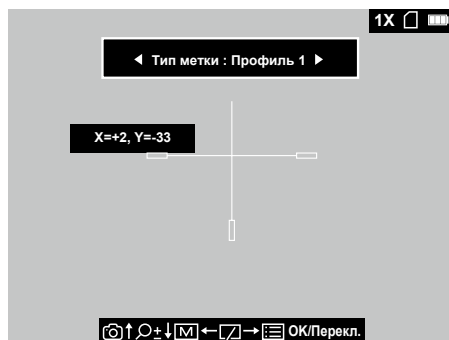 1X
Тип метки : Профиль 1
X=+2, Y=-33
± M OK/Перекл.